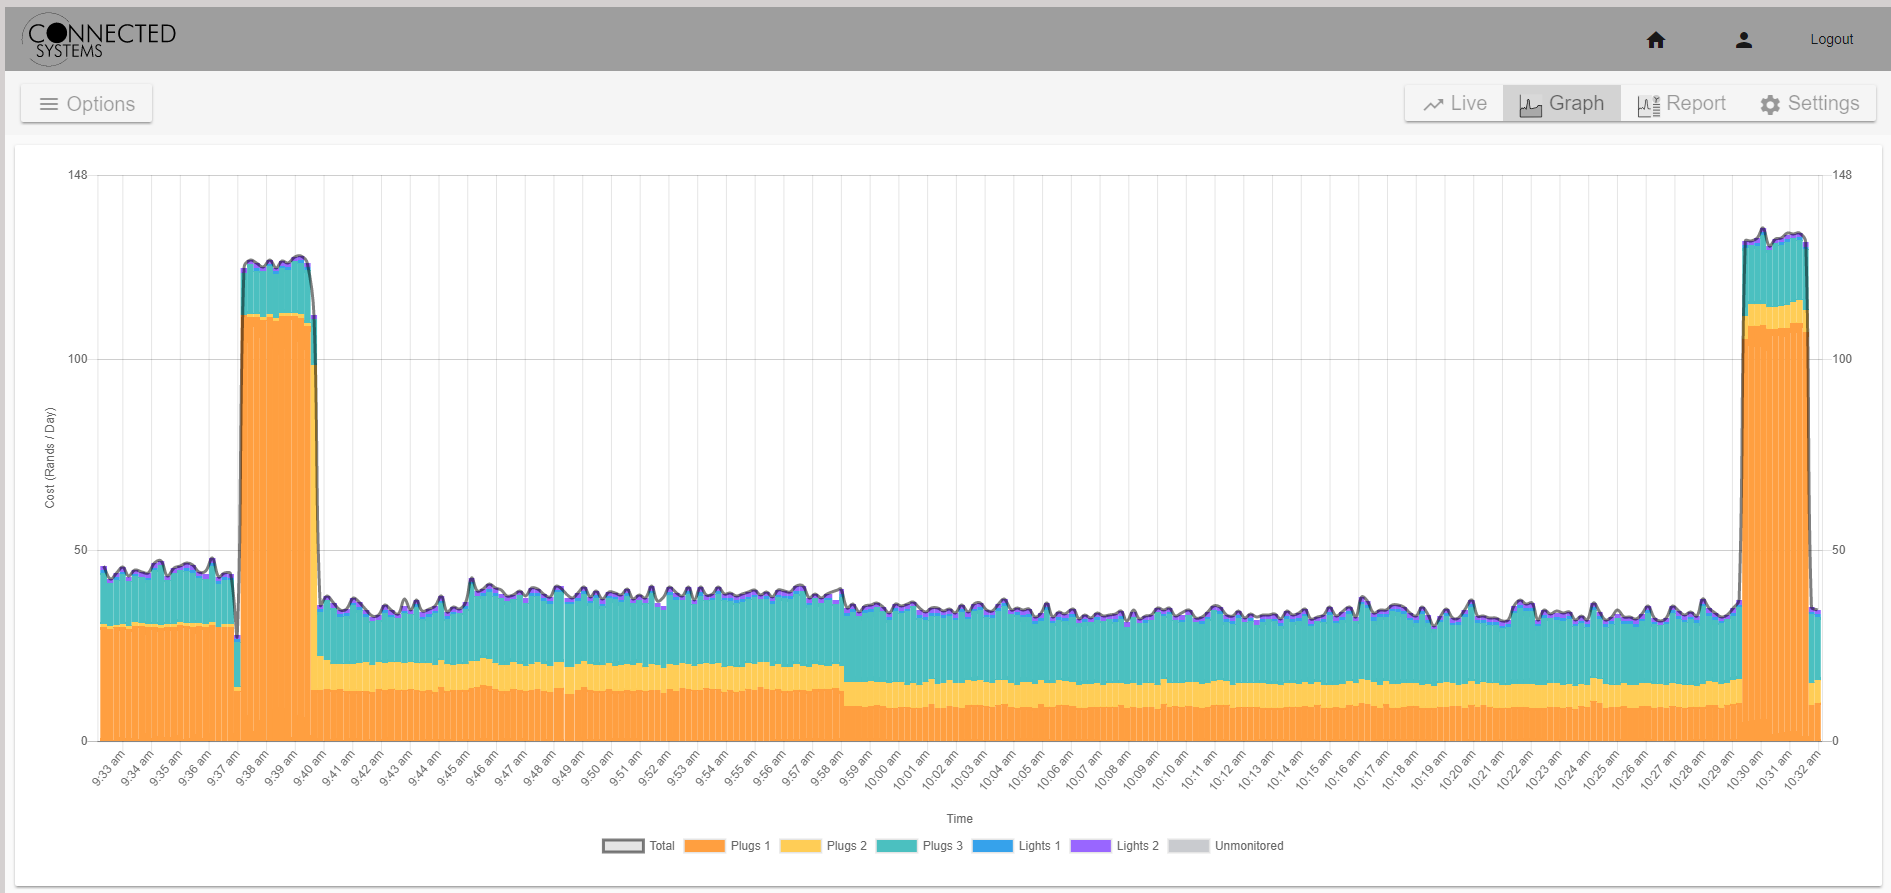 CONNECTED
SYSTEMS
Logout
Options
Live
Graph
Report
Settings
148
148
100
100
Cost (Rands / Day)
50
50
0
0
9:33 am 9:34 am 9:35 am 9:36 am 9:37 am 9:38 am 9:39 am 9:40 am 9:41 am 9:42 am 9:43 am 9:44 am 9:45 am 9:46 am 9:47 am 9:48 am 9:49 am 9:50 am 9:51 am 9:52 am 9:53 am 9:54 am 9:55 am 9:56 am 9:57 am 9:58 am 9:59 am 10:00 am 10:01 am 10:02 am 10:03 am 10:04 am 10:05 am 10:06 am 10:07 am 10:08 am 10:09 am 10:10 am 10:11 am 10:12 am 10:13 am 10:14 am 10:15 am 10:16 am 10:17 am 10:18 am 10:19 am 10:20 am 10:21 am 10:22 am 10:23 am 10:24 am 10:25 am 10:26 am 10:27 am 10:28 am 10:29 am 10:30 am 10:31 am 10:32 am
Time
Total Plugs 1 Plugs 2 Plugs 3 Lights 1 Lights 2 Unmonitored